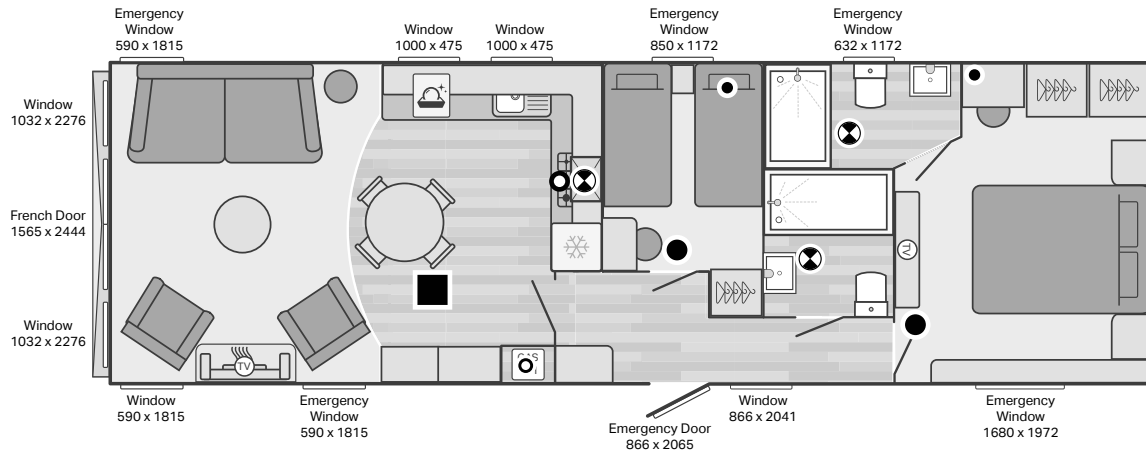 Emergency
Window
590 x 1815
Window
1000 x 475
Window
1000 x 475
Emergency
Window
850 x 1172
Emergency
Window
632 x 1172
Window
1032 x 2276
French Door
1565 x 2444
Window
1032 x 2276
TV
TV
Window
590 x 1815
Emergency
Window
590 x 1815
Emergency Door
866 x 2065
Window
866 x 2041
Emergency
Window
1680 x 1972